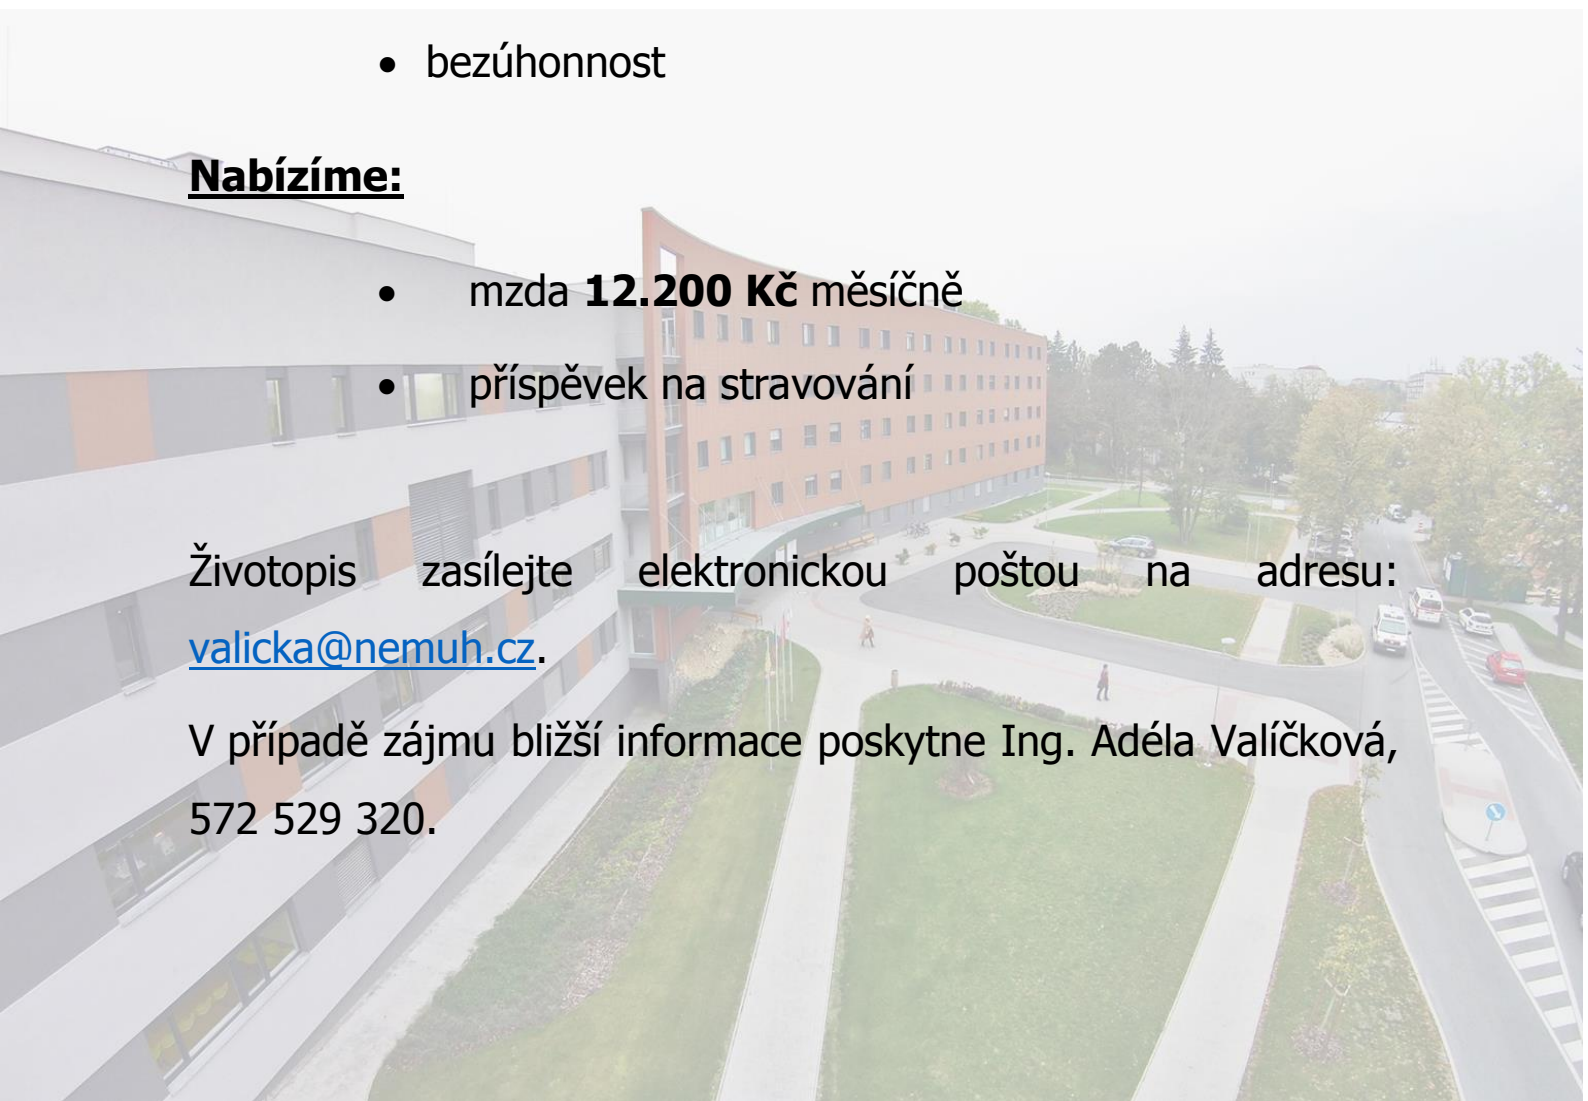 • bezúhonnost
Nabízíme:
• mzda 12.200 Kč měsíčně
• příspěvek na stravování
Životopis zasílejte elektronickou poštou na adresu:
valicka@nemuh.cz.
V případě zájmu bližší informace poskytne Ing. Adéla Valíčková,
572 529 320.